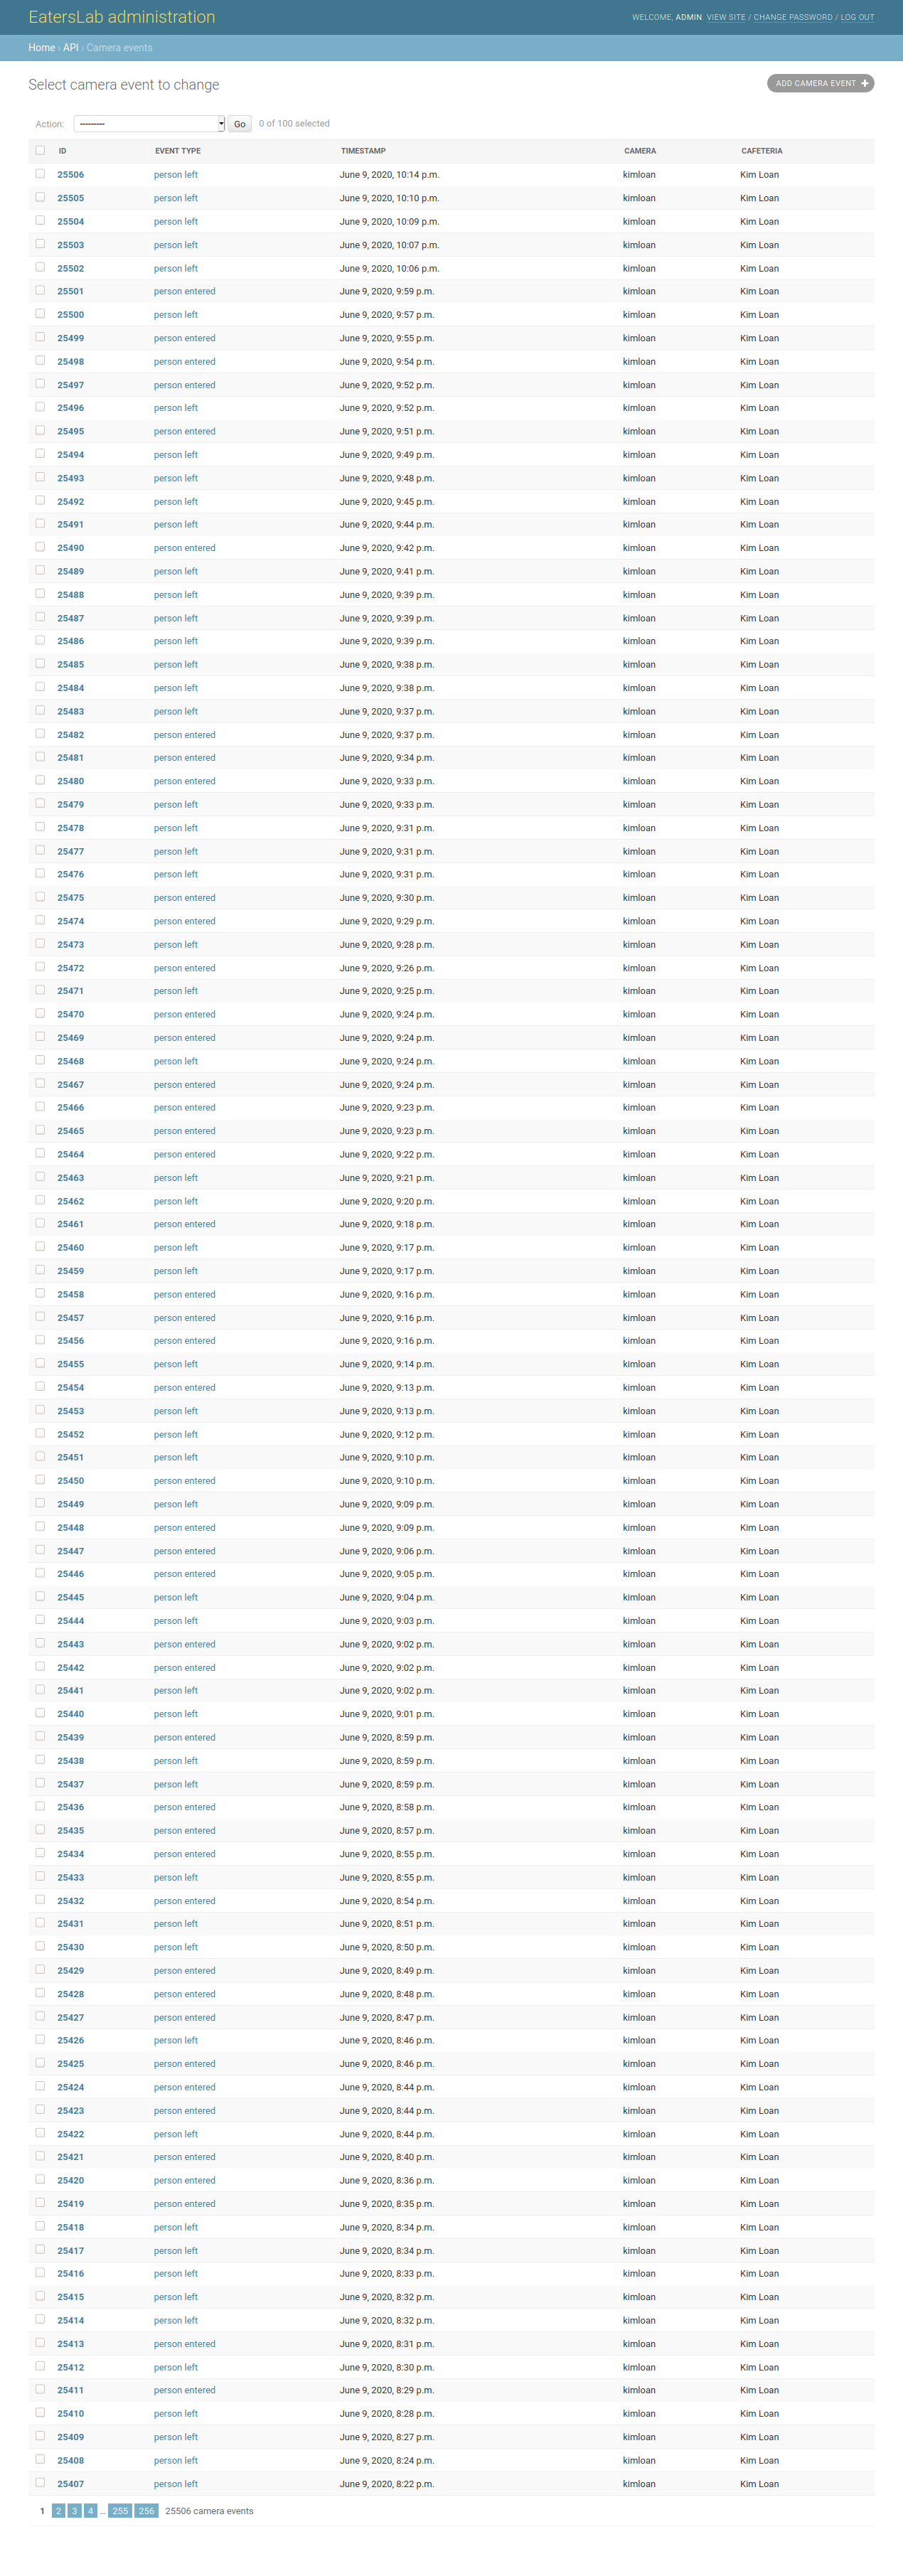 EatersLab administration
WELCOME, ADMIN. VIEW SITE / CHANGE PASSWORD / LOG OUT
Home › API › Camera events
Select camera event to change
ADD CAMERA EVENT
Action: --------- Go 0 of 100 selected
ID EVENT TYPE TIMESTAMP CAMERA CAFETERIA
25506 person left June 9, 2020, 10:14 p.m. kimloan Kim Loan
25505 person left June 9, 2020, 10:10 p.m. kimloan Kim Loan
25504 person left June 9, 2020, 10:09 p.m. kimloan Kim Loan
25503 person left June 9, 2020, 10:07 p.m. kimloan Kim Loan
25502 person left June 9, 2020, 10:06 p.m. kimloan Kim Loan
25501 person entered June 9, 2020, 9:59 p.m. kimloan Kim Loan
25500 person left June 9, 2020, 9:57 p.m. kimloan Kim Loan
25499 person entered June 9, 2020, 9:55 p.m. kimloan Kim Loan
25498 person entered June 9, 2020, 9:54 p.m. kimloan Kim Loan
25497 person entered June 9, 2020, 9:52 p.m. kimloan Kim Loan
25496 person left June 9, 2020, 9:52 p.m. kimloan Kim Loan
25495 person entered June 9, 2020, 9:51 p.m. kimloan Kim Loan
25494 person left June 9, 2020, 9:49 p.m. kimloan Kim Loan
25493 person left June 9, 2020, 9:48 p.m. kimloan Kim Loan
25492 person left June 9, 2020, 9:45 p.m. kimloan Kim Loan
25491 person left June 9, 2020, 9:44 p.m. kimloan Kim Loan
25490 person entered June 9, 2020, 9:42 p.m. kimloan Kim Loan
25489 person left June 9, 2020, 9:41 p.m. kimloan Kim Loan
25488 person left June 9, 2020, 9:39 p.m. kimloan Kim Loan
25487 person left June 9, 2020, 9:39 p.m. kimloan Kim Loan
25486 person left June 9, 2020, 9:39 p.m. kimloan Kim Loan
25485 person left June 9, 2020, 9:38 p.m. kimloan Kim Loan
25484 person left June 9, 2020, 9:38 p.m. kimloan Kim Loan
25483 person left June 9, 2020, 9:37 p.m. kimloan Kim Loan
25482 person entered June 9, 2020, 9:37 p.m. kimloan Kim Loan
25481 person entered June 9, 2020, 9:34 p.m. kimloan Kim Loan
25480 person entered June 9, 2020, 9:33 p.m. kimloan Kim Loan
25479 person left June 9, 2020, 9:33 p.m. kimloan Kim Loan
25478 person left June 9, 2020, 9:31 p.m. kimloan Kim Loan
25477 person left June 9, 2020, 9:31 p.m. kimloan Kim Loan
25476 person left June 9, 2020, 9:31 p.m. kimloan Kim Loan
25475 person entered June 9, 2020, 9:30 p.m. kimloan Kim Loan
25474 person entered June 9, 2020, 9:29 p.m. kimloan Kim Loan
25473 person left June 9, 2020, 9:28 p.m. kimloan Kim Loan
25472 person entered June 9, 2020, 9:26 p.m. kimloan Kim Loan
25471 person left June 9, 2020, 9:25 p.m. kimloan Kim Loan
25470 person entered June 9, 2020, 9:24 p.m. kimloan Kim Loan
25469 person entered June 9, 2020, 9:24 p.m. kimloan Kim Loan
25468 person left June 9, 2020, 9:24 p.m. kimloan Kim Loan
25467 person entered June 9, 2020, 9:24 p.m. kimloan Kim Loan
25466 person entered June 9, 2020, 9:23 p.m. kimloan Kim Loan
25465 person entered June 9, 2020, 9:23 p.m. kimloan Kim Loan
25464 person entered June 9, 2020, 9:22 p.m. kimloan Kim Loan
25463 person left June 9, 2020, 9:21 p.m. kimloan Kim Loan
25462 person left June 9, 2020, 9:20 p.m. kimloan Kim Loan
25461 person entered June 9, 2020, 9:18 p.m. kimloan Kim Loan
25460 person left June 9, 2020, 9:17 p.m. kimloan Kim Loan
25459 person left June 9, 2020, 9:17 p.m. kimloan Kim Loan
25458 person entered June 9, 2020, 9:16 p.m. kimloan Kim Loan
25457 person entered June 9, 2020, 9:16 p.m. kimloan Kim Loan
25456 person entered June 9, 2020, 9:16 p.m. kimloan Kim Loan
25455 person left June 9, 2020, 9:14 p.m. kimloan Kim Loan
25454 person entered June 9, 2020, 9:13 p.m. kimloan Kim Loan
25453 person left June 9, 2020, 9:13 p.m. kimloan Kim Loan
25452 person left June 9, 2020, 9:12 p.m. kimloan Kim Loan
25451 person left June 9, 2020, 9:10 p.m. kimloan Kim Loan
25450 person entered June 9, 2020, 9:10 p.m. kimloan Kim Loan
25449 person left June 9, 2020, 9:09 p.m. kimloan Kim Loan
25448 person entered June 9, 2020, 9:09 p.m. kimloan Kim Loan
25447 person entered June 9, 2020, 9:06 p.m. kimloan Kim Loan
25446 person entered June 9, 2020, 9:05 p.m. kimloan Kim Loan
25445 person left June 9, 2020, 9:04 p.m. kimloan Kim Loan
25444 person left June 9, 2020, 9:03 p.m. kimloan Kim Loan
25443 person entered June 9, 2020, 9:02 p.m. kimloan Kim Loan
25442 person entered June 9, 2020, 9:02 p.m. kimloan Kim Loan
25441 person left June 9, 2020, 9:02 p.m. kimloan Kim Loan
25440 person left June 9, 2020, 9:01 p.m. kimloan Kim Loan
25439 person entered June 9, 2020, 8:59 p.m. kimloan Kim Loan
25438 person left June 9, 2020, 8:59 p.m. kimloan Kim Loan
25437 person left June 9, 2020, 8:59 p.m. kimloan Kim Loan
25436 person entered June 9, 2020, 8:58 p.m. kimloan Kim Loan
25435 person entered June 9, 2020, 8:57 p.m. kimloan Kim Loan
25434 person entered June 9, 2020, 8:55 p.m. kimloan Kim Loan
25433 person left June 9, 2020, 8:55 p.m. kimloan Kim Loan
25432 person entered June 9, 2020, 8:54 p.m. kimloan Kim Loan
25431 person left June 9, 2020, 8:51 p.m. kimloan Kim Loan
25430 person left June 9, 2020, 8:50 p.m. kimloan Kim Loan
25429 person entered June 9, 2020, 8:49 p.m. kimloan Kim Loan
25428 person entered June 9, 2020, 8:48 p.m. kimloan Kim Loan
25427 person entered June 9, 2020, 8:47 p.m. kimloan Kim Loan
25426 person left June 9, 2020, 8:46 p.m. kimloan Kim Loan
25425 person entered June 9, 2020, 8:46 p.m. kimloan Kim Loan
25424 person entered June 9, 2020, 8:44 p.m. kimloan Kim Loan
25423 person entered June 9, 2020, 8:44 p.m. kimloan Kim Loan
25422 person left June 9, 2020, 8:44 p.m. kimloan Kim Loan
25421 person entered June 9, 2020, 8:40 p.m. kimloan Kim Loan
25420 person entered June 9, 2020, 8:36 p.m. kimloan Kim Loan
25419 person entered June 9, 2020, 8:35 p.m. kimloan Kim Loan
25418 person left June 9, 2020, 8:34 p.m. kimloan Kim Loan
25417 person left June 9, 2020, 8:34 p.m. kimloan Kim Loan
25416 person left June 9, 2020, 8:33 p.m. kimloan Kim Loan
25415 person left June 9, 2020, 8:32 p.m. kimloan Kim Loan
25414 person left June 9, 2020, 8:32 p.m. kimloan Kim Loan
25413 person entered June 9, 2020, 8:31 p.m. kimloan Kim Loan
25412 person left June 9, 2020, 8:30 p.m. kimloan Kim Loan
25411 person entered June 9, 2020, 8:29 p.m. kimloan Kim Loan
25410 person left June 9, 2020, 8:28 p.m. kimloan Kim Loan
25409 person left June 9, 2020, 8:27 p.m. kimloan Kim Loan
25408 person left June 9, 2020, 8:24 p.m. kimloan Kim Loan
25407 person left June 9, 2020, 8:22 p.m. kimloan Kim Loan
1 2 3 4 ... 255 256 25506 camera events